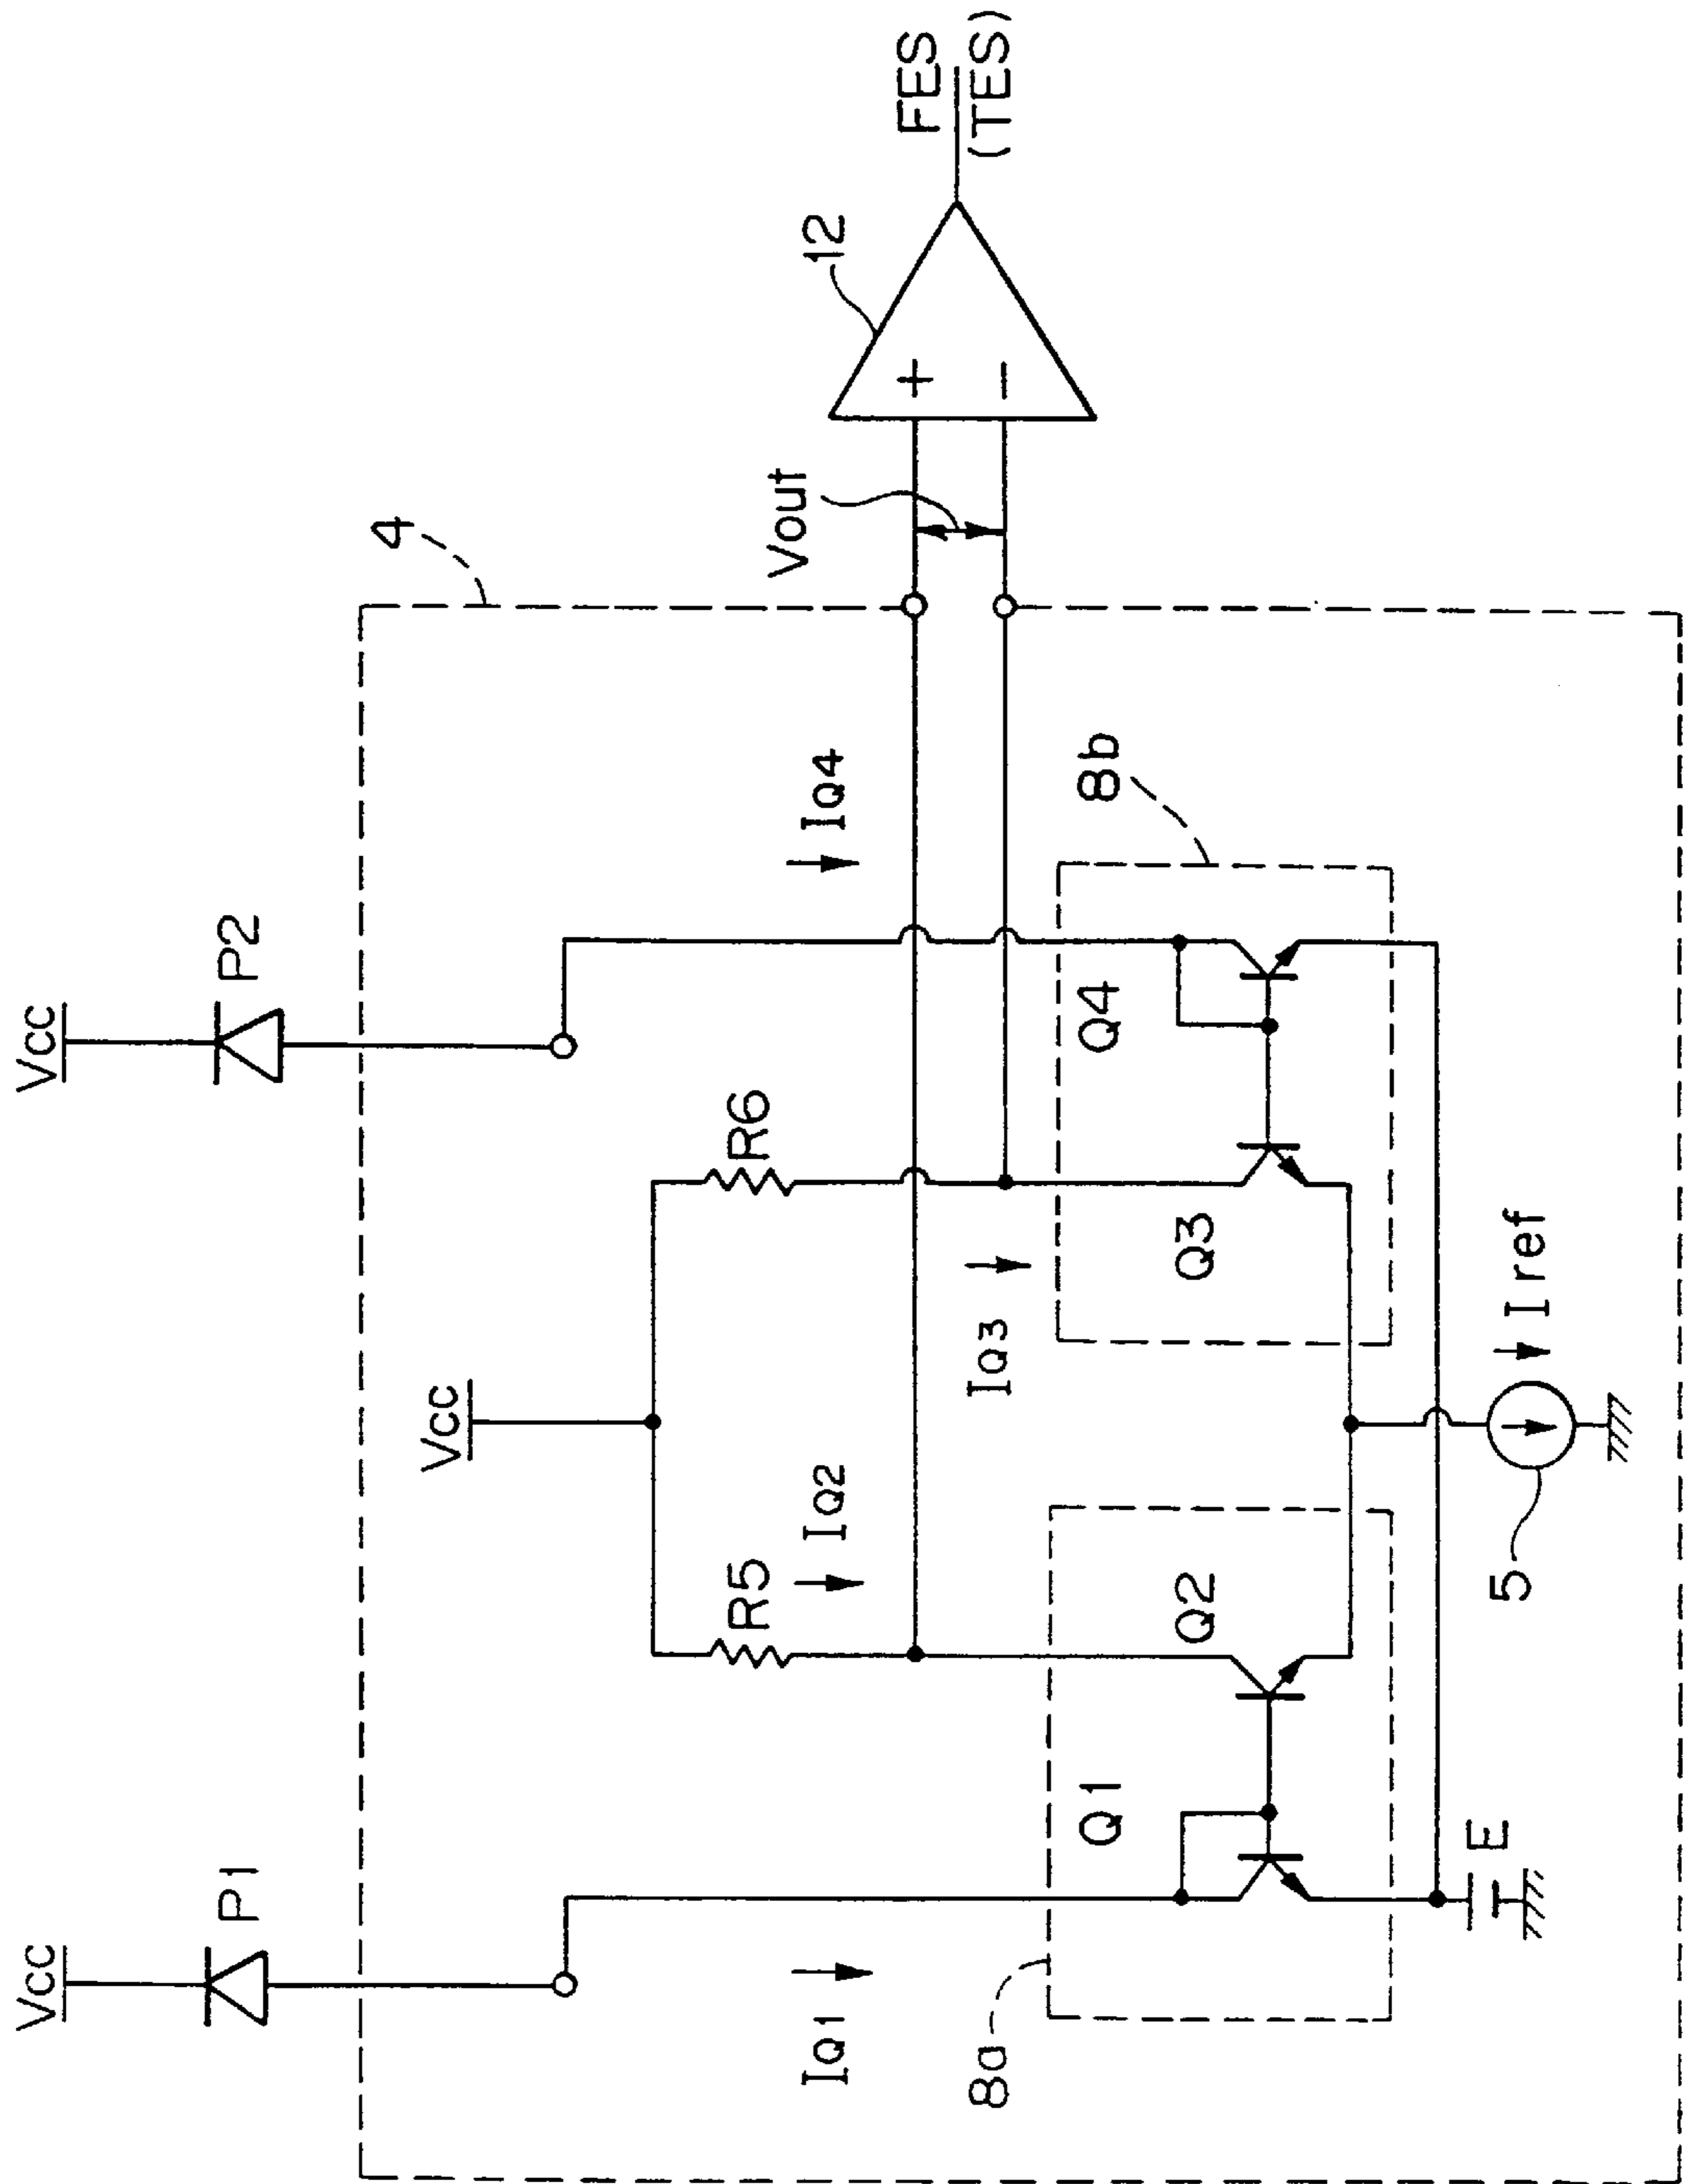 Vcc
P1
Vcc
P2
4
Vcc
R5
R6
IQ1
IQ2
IQ3
IQ4
Vout
12
+
−
FES
(TES)
8a
Q1
Q2
Q3
Q4
8b
E
5
Iref